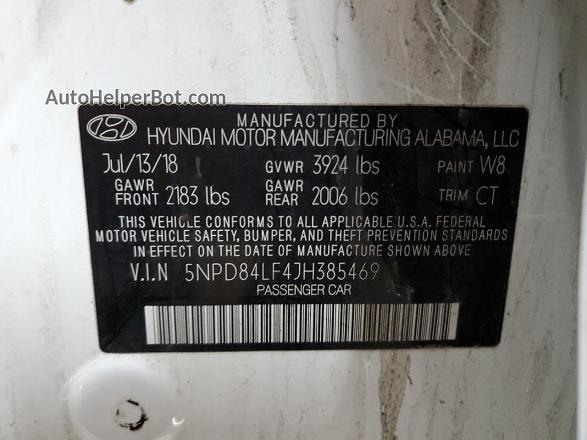 AutoHelperBot.com
MANUFACTURED BY
HYUNDAI MOTOR MANUFACTURING ALABAMA, LLC
Jul/13/18 GVWR 3924 lbs PAINT W8
GAWR FRONT 2183 lbs GAWR REAR 2006 lbs TRIM CT
THIS VEHICLE CONFORMS TO ALL APPLICABLE U.S.A. FEDERAL
MOTOR VEHICLE SAFETY, BUMPER, AND THEFT PREVENTION STANDARDS
IN EFFECT ON THE DATE OF MANUFACTURE SHOWN ABOVE.
V.I.N 5NPD84LF4JH385469
PASSENGER CAR